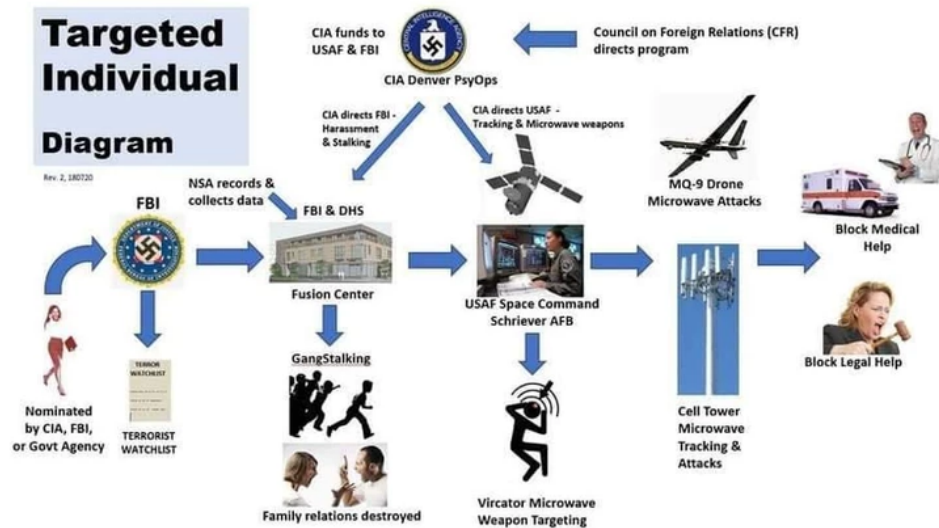 Targeted
Individual
Diagram
Rev. 2, 180720
CIA funds to
USAF & FBI
CENTRAL INTELLIGENCE AGENCY
CIA Denver PsyOps
Council on Foreign Relations (CFR)
directs program
CIA directs FBI -
Harassment
& Stalking
CIA directs USAF -
Tracking & Microwave weapons
NSA records &
collects data
FBI
FBI & DHS
Fusion Center
USAF Space Command
Schriever AFB
MQ-9 Drone
Microwave Attacks
Block Medical
Help
Block Legal Help
Nominated
by CIA, FBI,
or Govt Agency
TERROR
WATCHLIST
TERRORIST
WATCHLIST
GangStalking
Family relations destroyed
Vircator Microwave
Weapon Targeting
Cell Tower
Microwave
Tracking &
Attacks